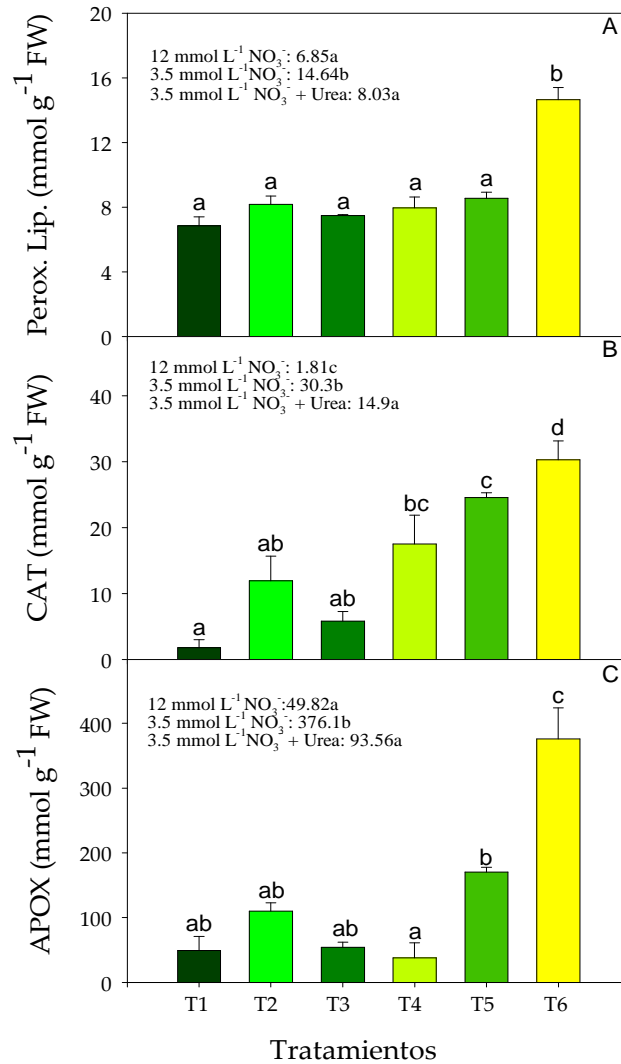 A
Perox. Lip. (mmol g⁻¹ FW)
20
16
12
8
4
0
12 mmol L⁻¹ NO₃⁻: 6.85a
3.5 mmol L⁻¹NO₃⁻: 14.64b
3.5 mmol L⁻¹ NO₃⁻ + Urea: 8.03a
a
a
a
a
a
b
B
CAT (mmol g⁻¹ FW)
40
30
20
10
0
12 mmol L⁻¹ NO₃⁻: 1.81c
3.5 mmol L⁻¹ NO₃⁻: 30.3b
3.5 mmol L⁻¹ NO₃⁻ + Urea: 14.9a
a
ab
ab
bc
c
d
C
APOX (mmol g⁻¹ FW)
400
300
200
100
0
12 mmol L⁻¹ NO₃⁻:49.82a
3.5 mmol L⁻¹ NO₃⁻: 376.1b
3.5 mmol L⁻¹NO₃⁻ + Urea: 93.56a
ab
ab
ab
a
b
c
T1 T2 T3 T4 T5 T6
Tratamientos